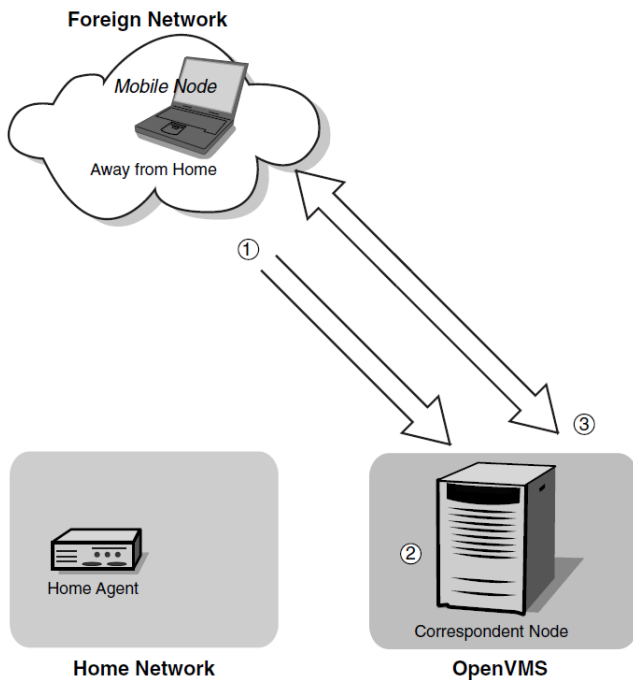 Foreign Network
Mobile Node
Away from Home
①
③
②
Home Agent
Correspondent Node
Home Network
OpenVMS